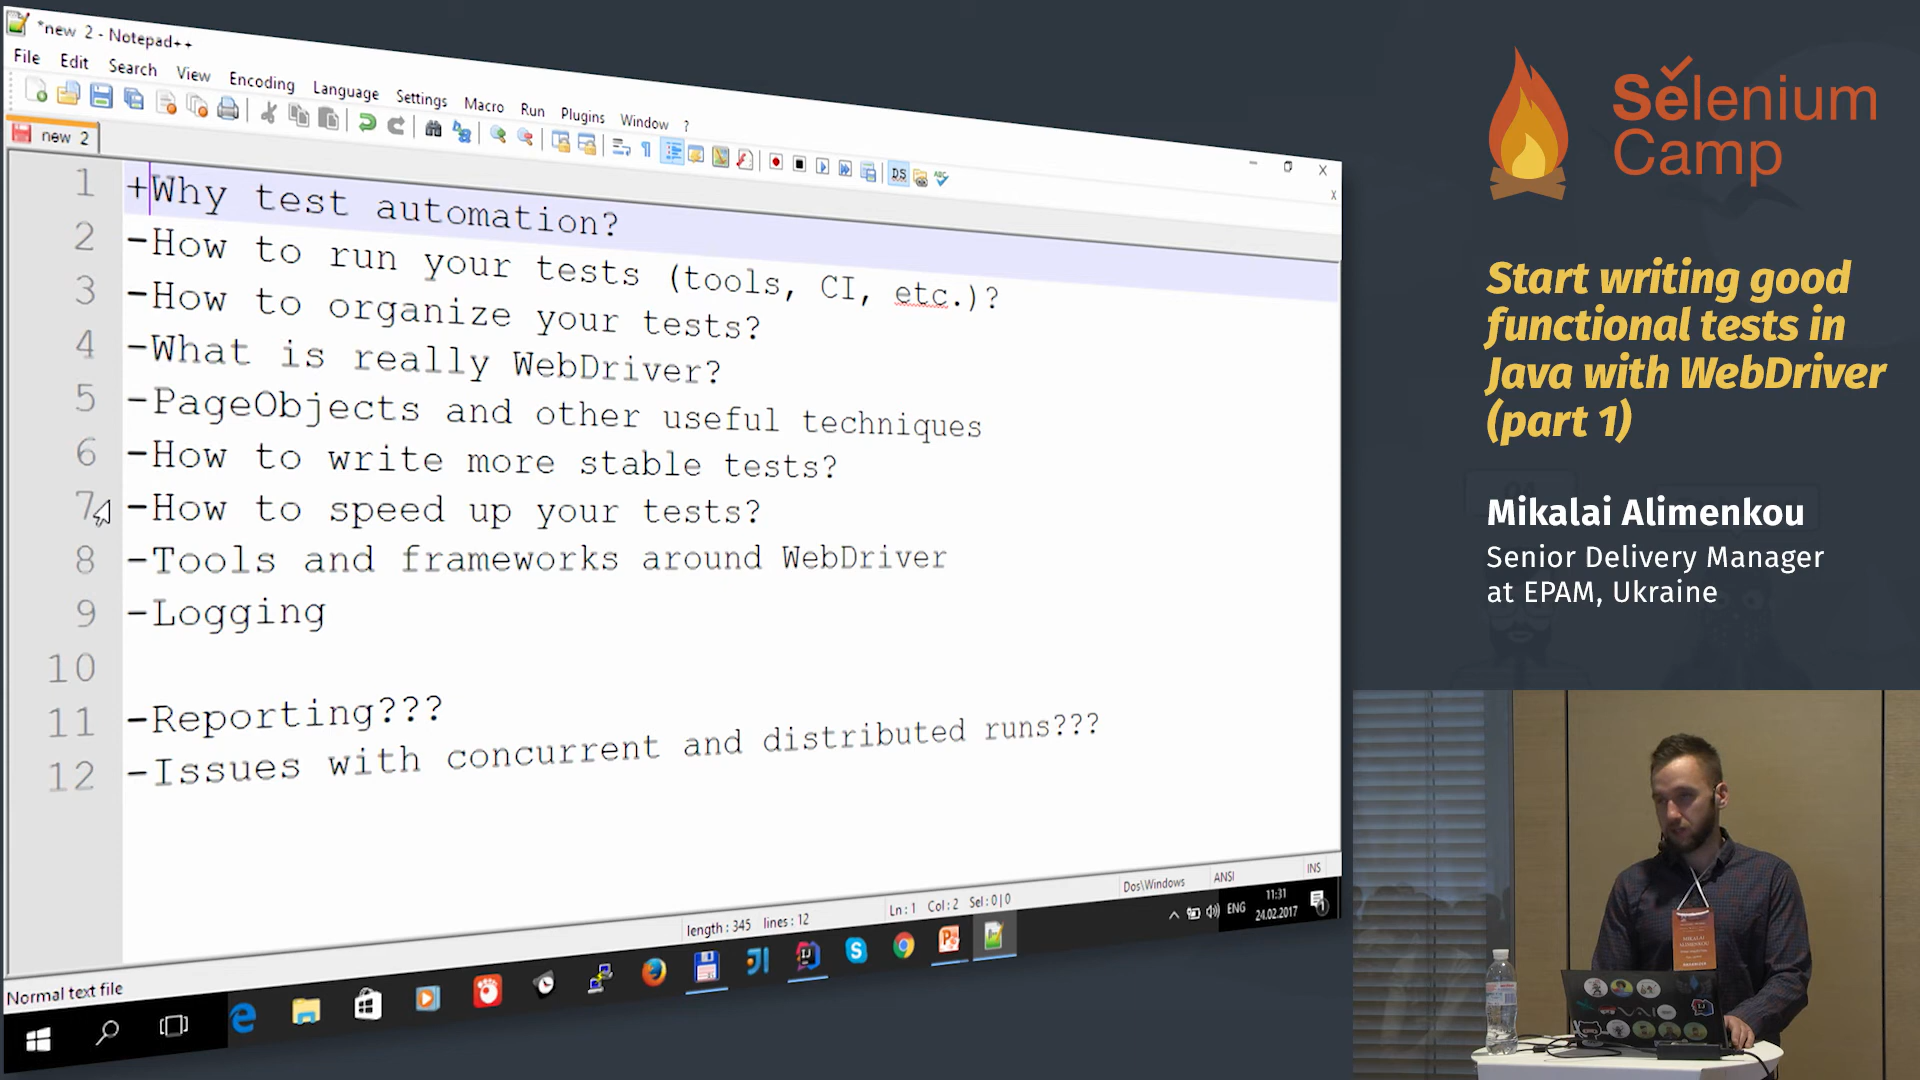 *new 2 - Notepad++
File Edit Search View Encoding Language Settings Macro Run Plugins Window ?
new 2
1 +Why test automation?
2 -How to run your tests (tools, CI, etc.)?
3 -How to organize your tests?
4 -What is really WebDriver?
5 -PageObjects and other useful techniques
6 -How to write more stable tests?
7 -How to speed up your tests?
8 -Tools and frameworks around WebDriver
9 -Logging
10
11 -Reporting???
12 -Issues with concurrent and distributed runs???
Normal text file length : 345 lines : 12 Ln : 1 Col : 2 Sel : 0 | 0 Dos\Windows ANSI INS
ENG 11:31
24.02.2017
Selenium
Camp
Start writing good
functional tests in
Java with WebDriver
(part 1)
Mikalai Alimenkou
Senior Delivery Manager
at EPAM, Ukraine
MIKALAI
ALIMENKOU